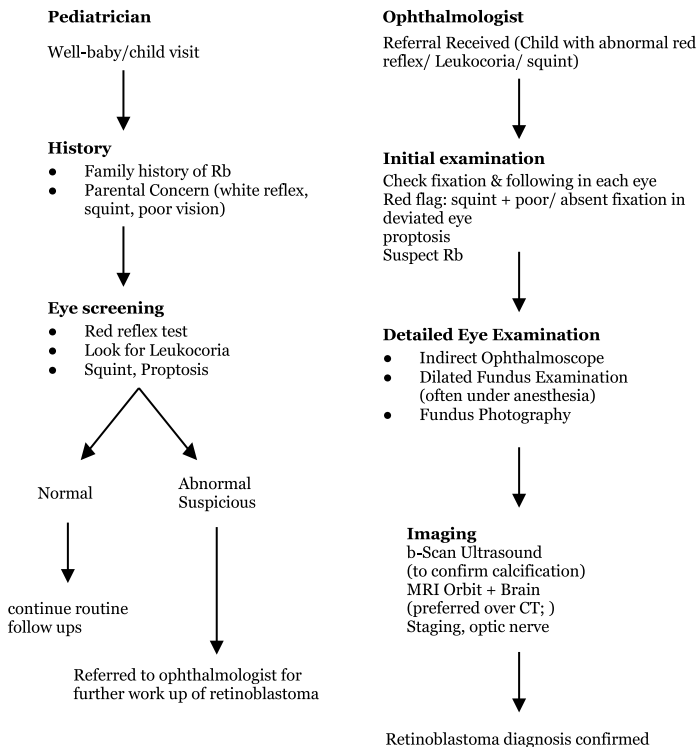 Pediatrician
Well-baby/child visit
History
● Family history of Rb
● Parental Concern (white reflex,
squint, poor vision)
Eye screening
● Red reflex test
● Look for Leukocoria
● Squint, Proptosis
Normal
Abnormal
Suspicious
continue routine
follow ups
Referred to ophthalmologist for
further work up of retinoblastoma
Ophthalmologist
Referral Received (Child with abnormal red
reflex/ Leukocoria/ squint)
Initial examination
Check fixation & following in each eye
Red flag: squint + poor/ absent fixation in
deviated eye
proptosis
Suspect Rb
Detailed Eye Examination
● Indirect Ophthalmoscope
● Dilated Fundus Examination
(often under anesthesia)
● Fundus Photography
Imaging
b-Scan Ultrasound
(to confirm calcification)
MRI Orbit + Brain
(preferred over CT; )
Staging, optic nerve
Retinoblastoma diagnosis confirmed